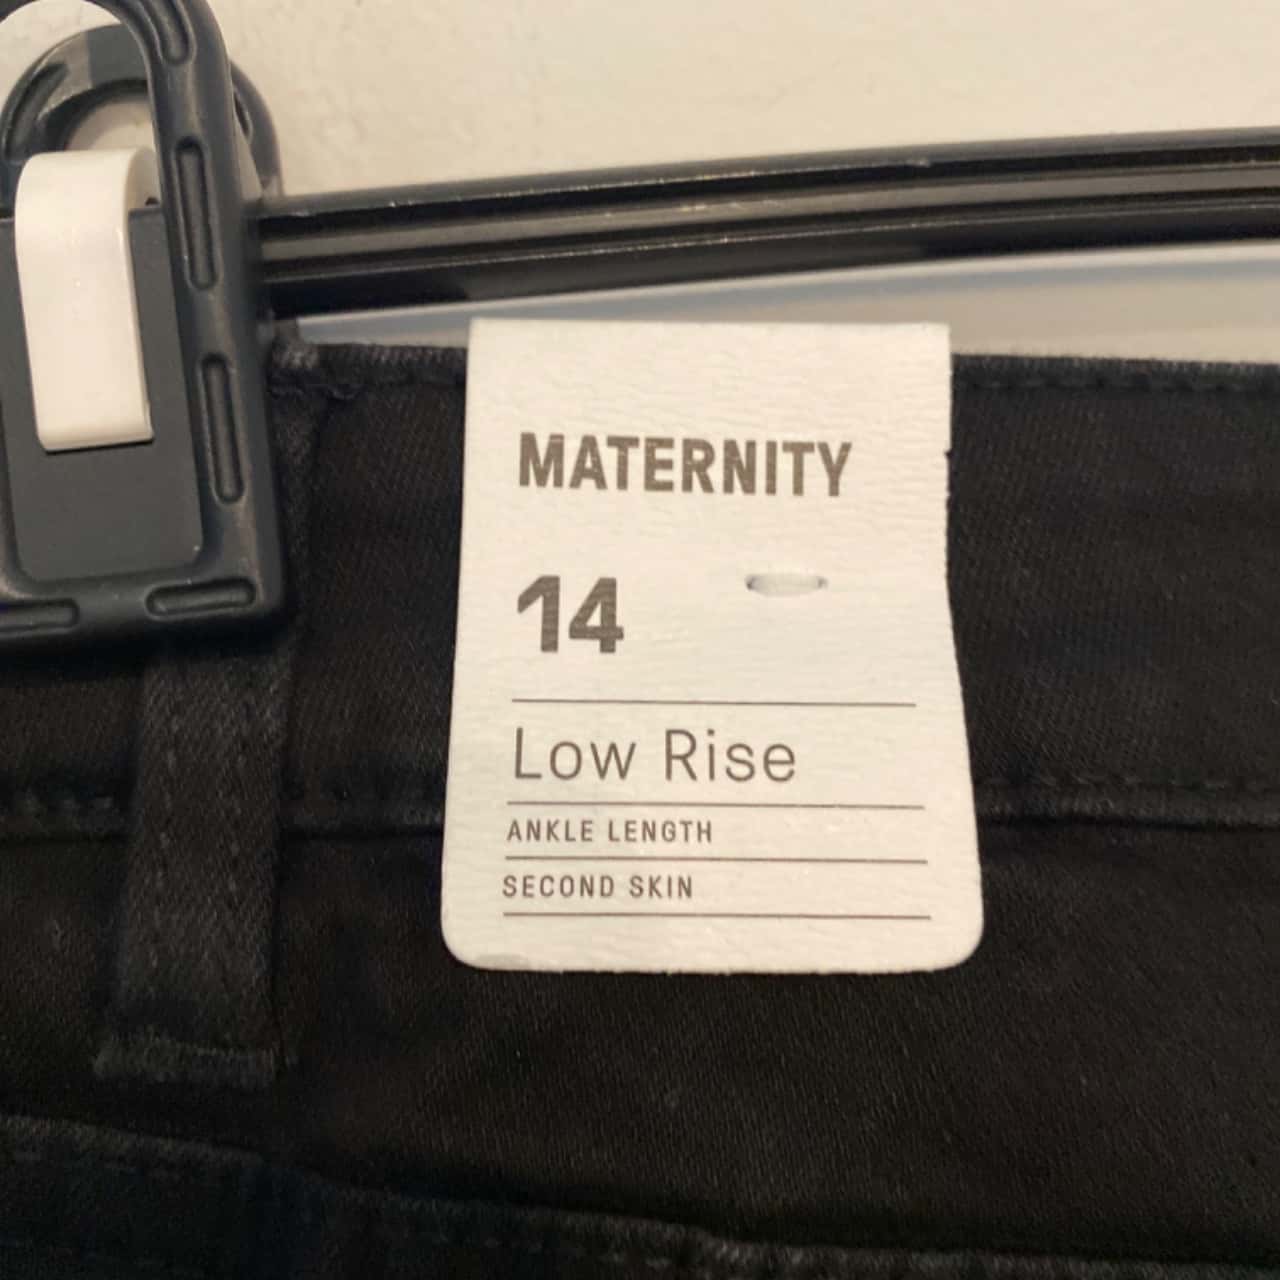 MATERNITY
14
Low Rise
ANKLE LENGTH
SECOND SKIN